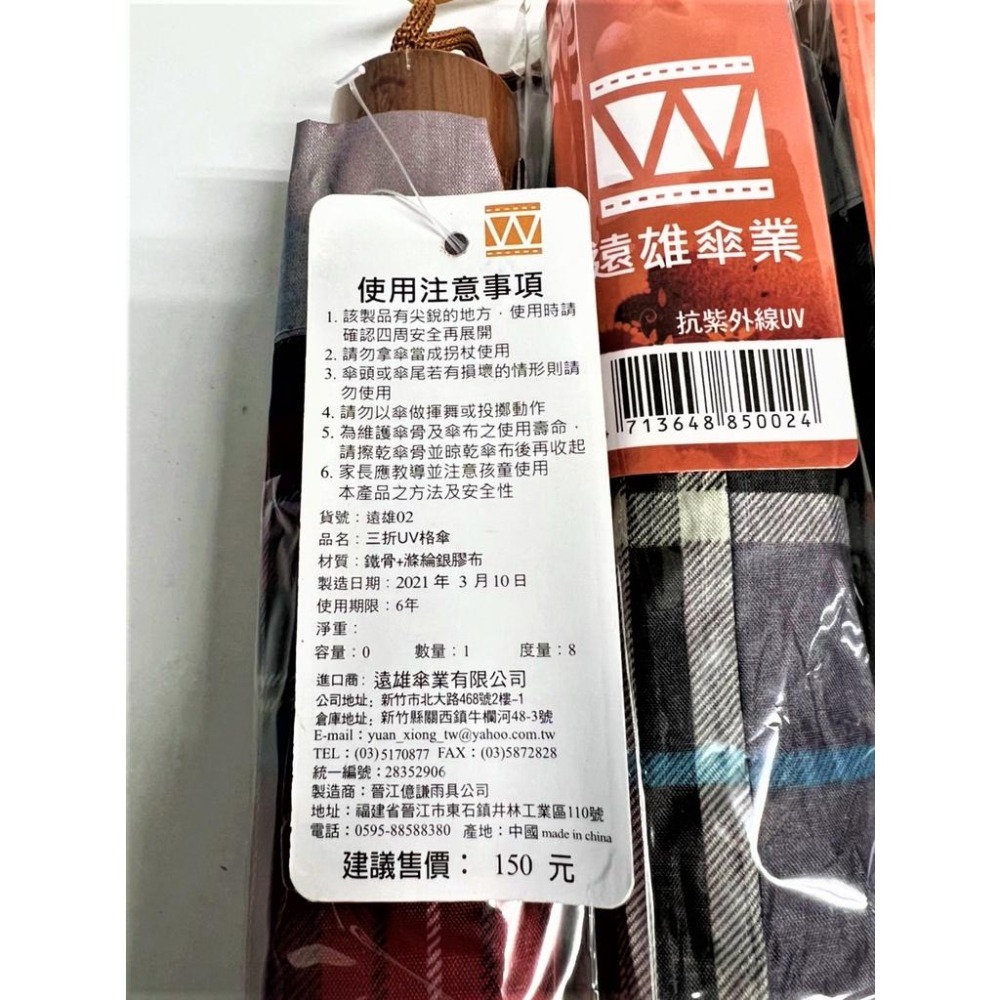 使用注意事項
1. 該製品有尖銳的地方，使用時請
確認四周安全再展開
2. 請勿拿傘當成拐杖使用
3. 傘頭或傘尾若有損壞的情形則請
勿使用
4. 請勿以傘做揮舞或投擲動作
5. 為維護傘骨及傘布之使用壽命，
請擦乾傘骨並晾乾傘布後再收起
6. 家長應教導並注意孩童使用
本產品之方法及安全性
貨號：遠雄02
品名：三折UV格傘
材質：鐵骨+滌綸銀膠布
製造日期：2021 年 3 月 10 日
使用期限：6年
淨重：
容量：0 數量：1 度量：8
進口商：遠雄傘業有限公司
公司地址：新竹市北大路468號2樓-1
倉庫地址：新竹縣關西鎮牛欄河48-3號
E-mail：yuan_xiong_tw@yahoo.com.tw
TEL：(03)5170877 FAX：(03)5872828
統一編號：28352906
製造商：晉江億謙雨具公司
地址：福建省晉江市東石鎮井林工業區110號
電話：0595-88588380 產地：中國 made in china
建議售價： 150 元
遠雄傘業
抗紫外線UV
713648 850024